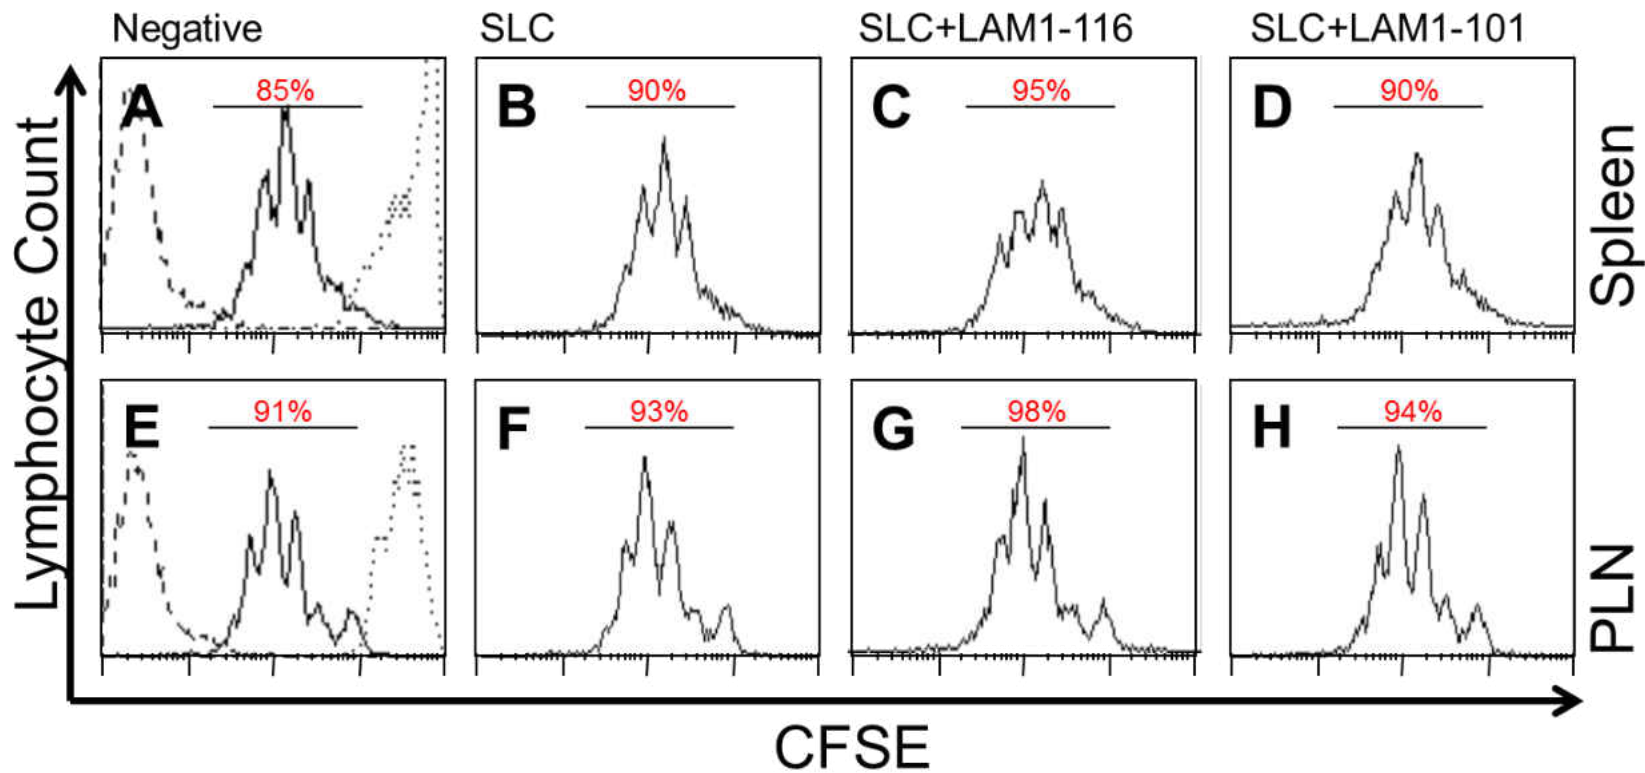 Negative
SLC
SLC+LAM1-116
SLC+LAM1-101
A
85%
B
90%
C
95%
D
90%
Spleen
E
91%
F
93%
G
98%
H
94%
PLN
Lymphocyte Count
CFSE